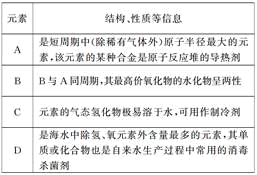 元素
结构、性质等信息
A
是短周期中(除稀有气体外)原子半径最大的元
素,该元素的某种合金是原子反应堆的导热剂
B
B与A同周期,其最高价氧化物的水化物呈两性
C
元素的气态氢化物极易溶于水,可用作制冷剂
D
是海水中除氢、氧元素外含量最多的元素,其单
质或化合物也是自来水生产过程中常用的消毒
杀菌剂